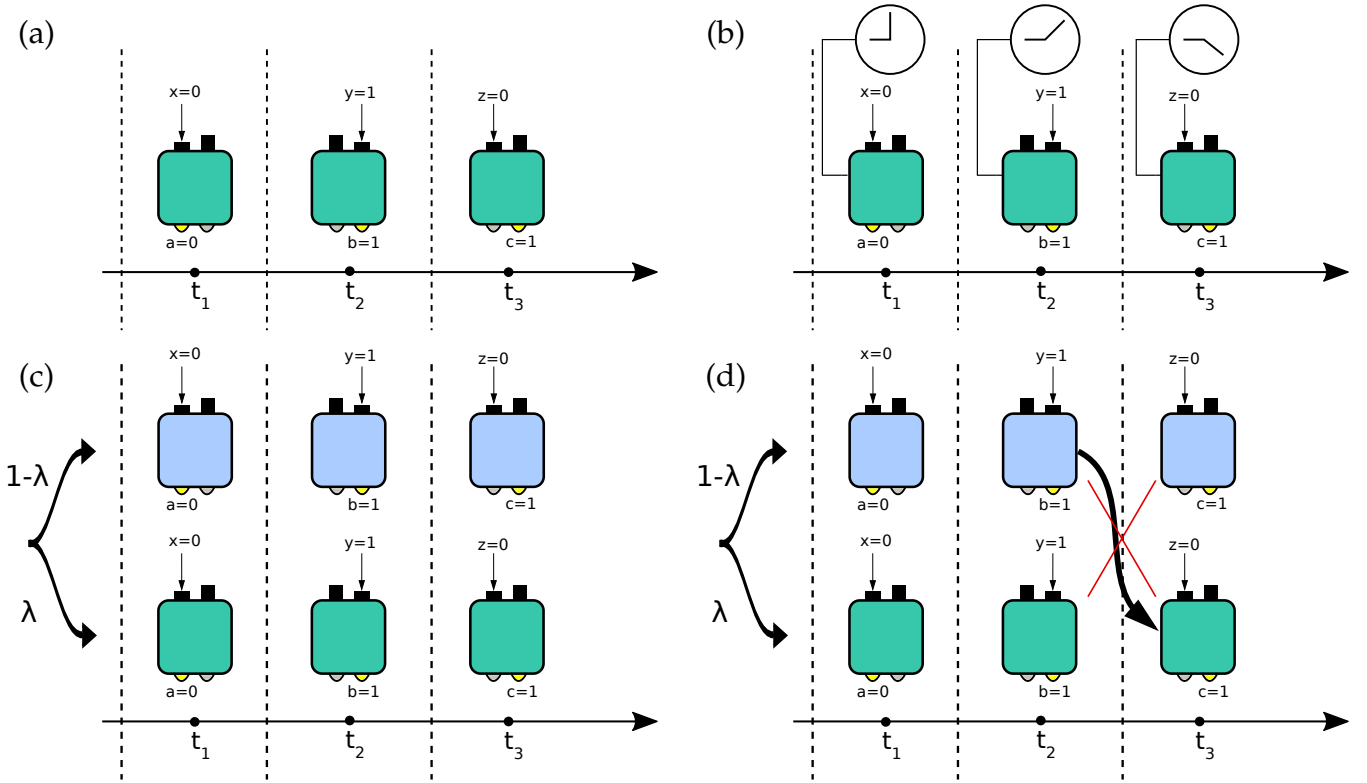 (a)
x=0
y=1
z=0
a=0
b=1
c=1
t1
t2
t3
(b)
x=0
y=1
z=0
a=0
b=1
c=1
t1
t2
t3
(c)
1-λ
λ
x=0
y=1
z=0
a=0
b=1
c=1
x=0
y=1
z=0
a=0
b=1
c=1
t1
t2
t3
(d)
1-λ
λ
x=0
y=1
z=0
a=0
b=1
c=1
x=0
y=1
z=0
a=0
b=1
c=1
t1
t2
t3